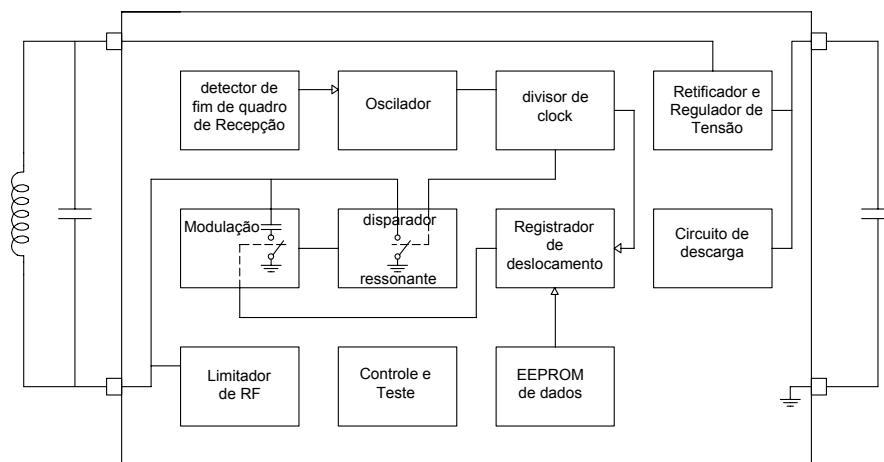 detector de
fim de quadro
de Recepção
Oscilador
divisor de
clock
Retificador e
Regulador de
Tensão
Modulação
disparador
ressonante
Registrador
de
deslocamento
Circuito de
descarga
Limitador
de RF
Controle e
Teste
EEPROM
de dados